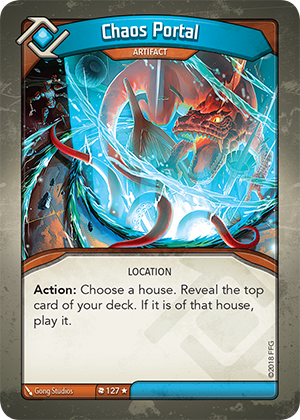 Chaos Portal
ARTIFACT
LOCATION
Action: Choose a house. Reveal the top
card of your deck. If it is of that house,
play it.
©2018 FFG
Gong Studios
127